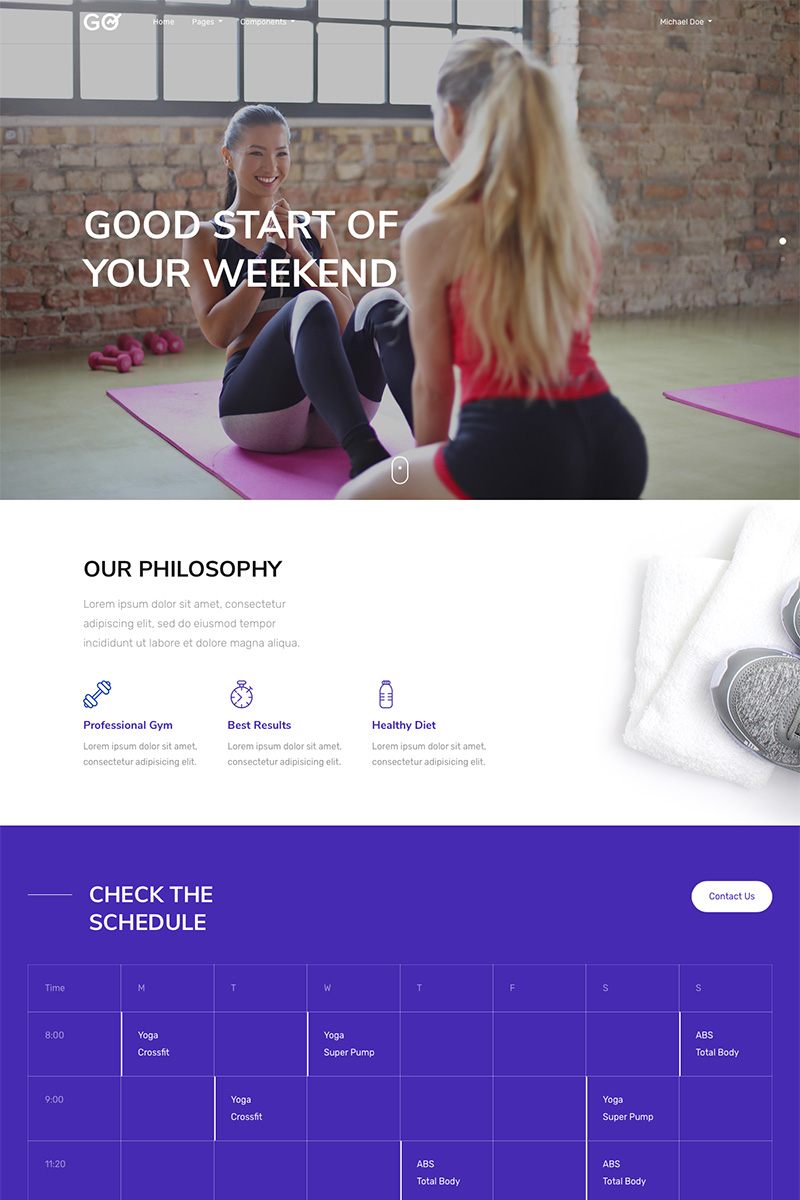 GO
Home Pages Components Michael Doe
GOOD START OF
YOUR WEEKEND
OUR PHILOSOPHY
Lorem ipsum dolor sit amet, consectetur
adipiscing elit, sed do eiusmod tempor
incididunt ut labore et dolore magna aliqua.
Professional Gym
Lorem ipsum dolor sit amet,
consectetur adipisicing elit.
Best Results
Lorem ipsum dolor sit amet,
consectetur adipisicing elit.
Healthy Diet
Lorem ipsum dolor sit amet,
consectetur adipisicing elit.
CHECK THE
SCHEDULE
Contact Us
Time M T W T F S S
8:00
Yoga
Crossfit
Yoga
Super Pump
ABS
Total Body
9:00
Yoga
Crossfit
Yoga
Super Pump
11:20
ABS
Total Body
ABS
Total Body